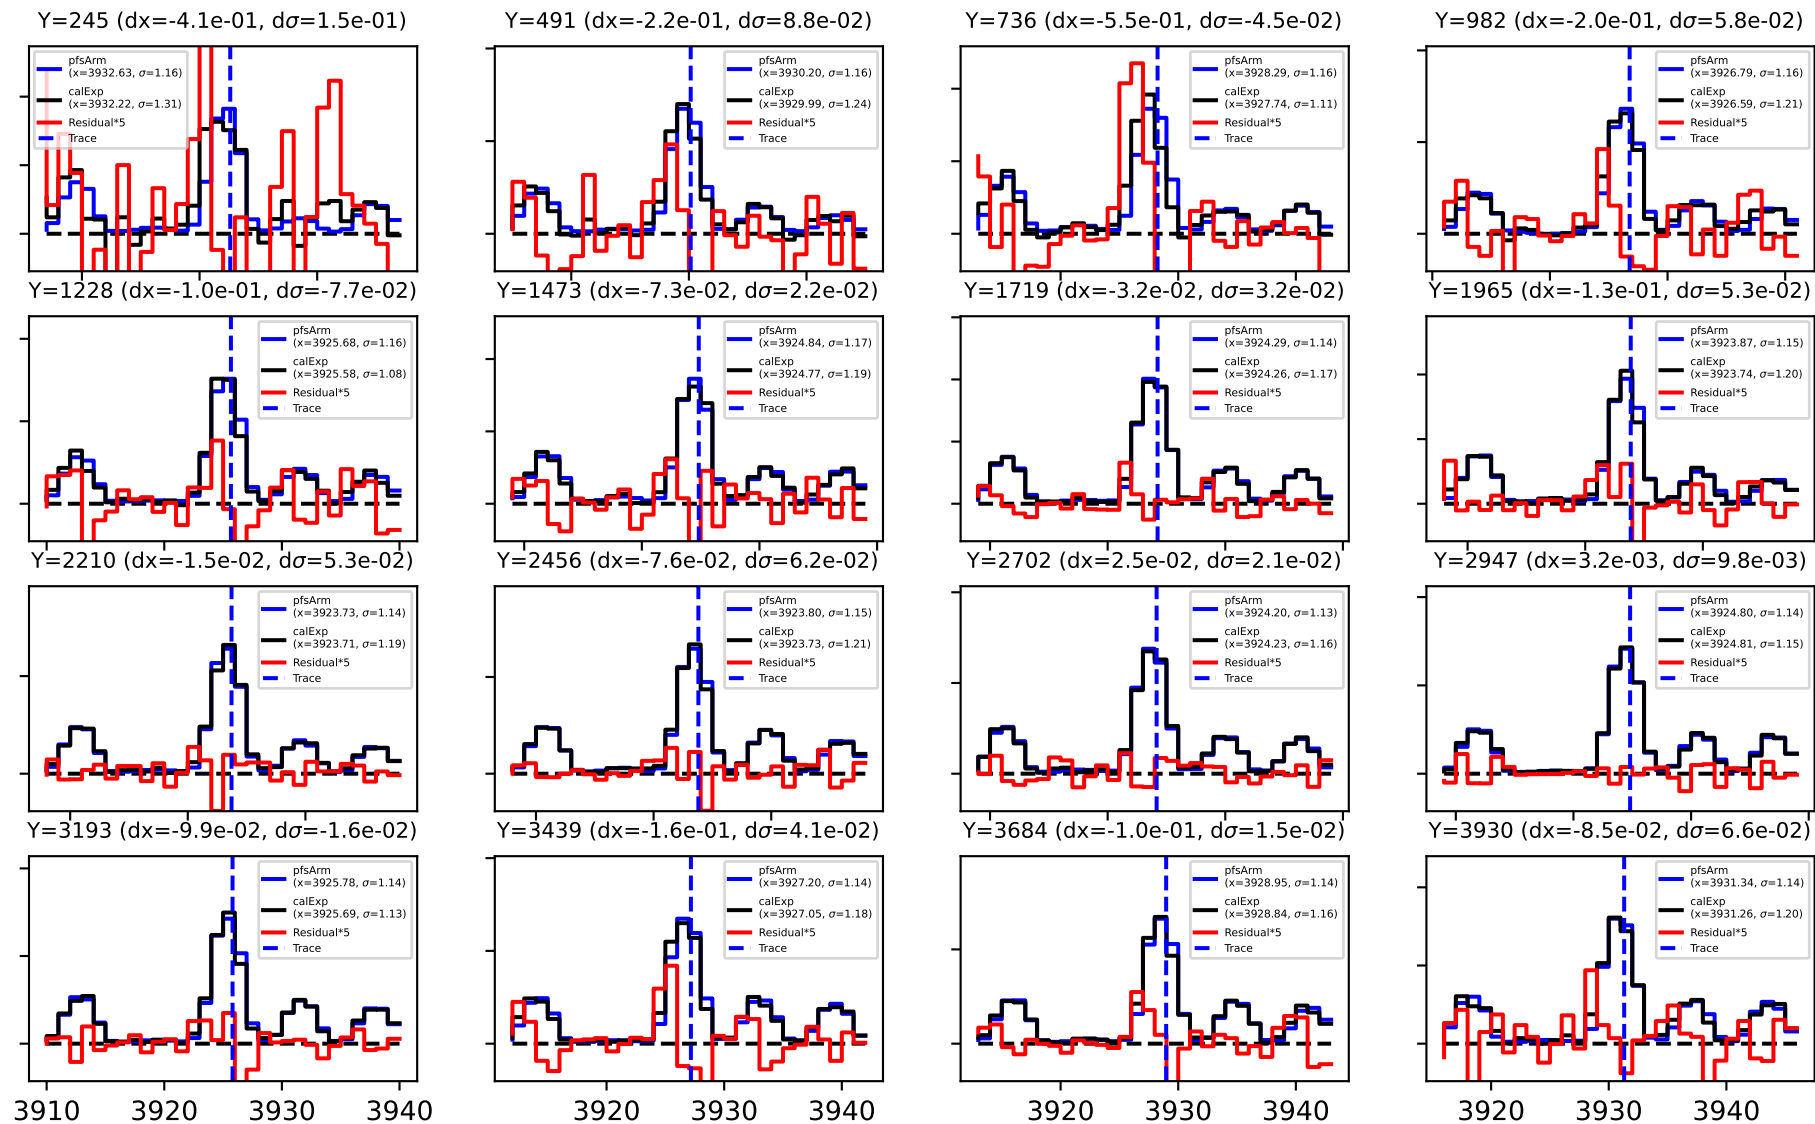 Y=245 (dx=-4.1e-01, dσ=1.5e-01)
pfsArm
(x=3932.63, σ=1.16)
calExp
(x=3932.22, σ=1.31)
Residual*5
Trace
Y=491 (dx=-2.2e-01, dσ=8.8e-02)
pfsArm
(x=3930.20, σ=1.16)
calExp
(x=3929.99, σ=1.24)
Residual*5
Trace
Y=736 (dx=-5.5e-01, dσ=-4.5e-02)
pfsArm
(x=3928.29, σ=1.16)
calExp
(x=3927.74, σ=1.11)
Residual*5
Trace
Y=982 (dx=-2.0e-01, dσ=5.8e-02)
pfsArm
(x=3926.79, σ=1.16)
calExp
(x=3926.59, σ=1.21)
Residual*5
Trace
Y=1228 (dx=-1.0e-01, dσ=-7.7e-02)
pfsArm
(x=3925.68, σ=1.16)
calExp
(x=3925.58, σ=1.08)
Residual*5
Trace
Y=1473 (dx=-7.3e-02, dσ=2.2e-02)
pfsArm
(x=3924.84, σ=1.17)
calExp
(x=3924.77, σ=1.19)
Residual*5
Trace
Y=1719 (dx=-3.2e-02, dσ=3.2e-02)
pfsArm
(x=3924.29, σ=1.14)
calExp
(x=3924.26, σ=1.17)
Residual*5
Trace
Y=1965 (dx=-1.3e-01, dσ=5.3e-02)
pfsArm
(x=3923.87, σ=1.15)
calExp
(x=3923.74, σ=1.20)
Residual*5
Trace
Y=2210 (dx=-1.5e-02, dσ=5.3e-02)
pfsArm
(x=3923.73, σ=1.14)
calExp
(x=3923.71, σ=1.19)
Residual*5
Trace
Y=2456 (dx=-7.6e-02, dσ=6.2e-02)
pfsArm
(x=3923.80, σ=1.15)
calExp
(x=3923.73, σ=1.21)
Residual*5
Trace
Y=2702 (dx=2.5e-02, dσ=2.1e-02)
pfsArm
(x=3924.20, σ=1.13)
calExp
(x=3924.23, σ=1.16)
Residual*5
Trace
Y=2947 (dx=3.2e-03, dσ=9.8e-03)
pfsArm
(x=3924.80, σ=1.14)
calExp
(x=3924.81, σ=1.15)
Residual*5
Trace
Y=3193 (dx=-9.9e-02, dσ=-1.6e-02)
pfsArm
(x=3925.78, σ=1.14)
calExp
(x=3925.69, σ=1.13)
Residual*5
Trace
Y=3439 (dx=-1.6e-01, dσ=4.1e-02)
pfsArm
(x=3927.20, σ=1.14)
calExp
(x=3927.05, σ=1.18)
Residual*5
Trace
Y=3684 (dx=-1.0e-01, dσ=1.5e-02)
pfsArm
(x=3928.95, σ=1.14)
calExp
(x=3928.84, σ=1.16)
Residual*5
Trace
Y=3930 (dx=-8.5e-02, dσ=6.6e-02)
pfsArm
(x=3931.34, σ=1.14)
calExp
(x=3931.26, σ=1.20)
Residual*5
Trace
3910 3920 3930 3940
3920 3930 3940
3920 3930 3940
3920 3930 3940